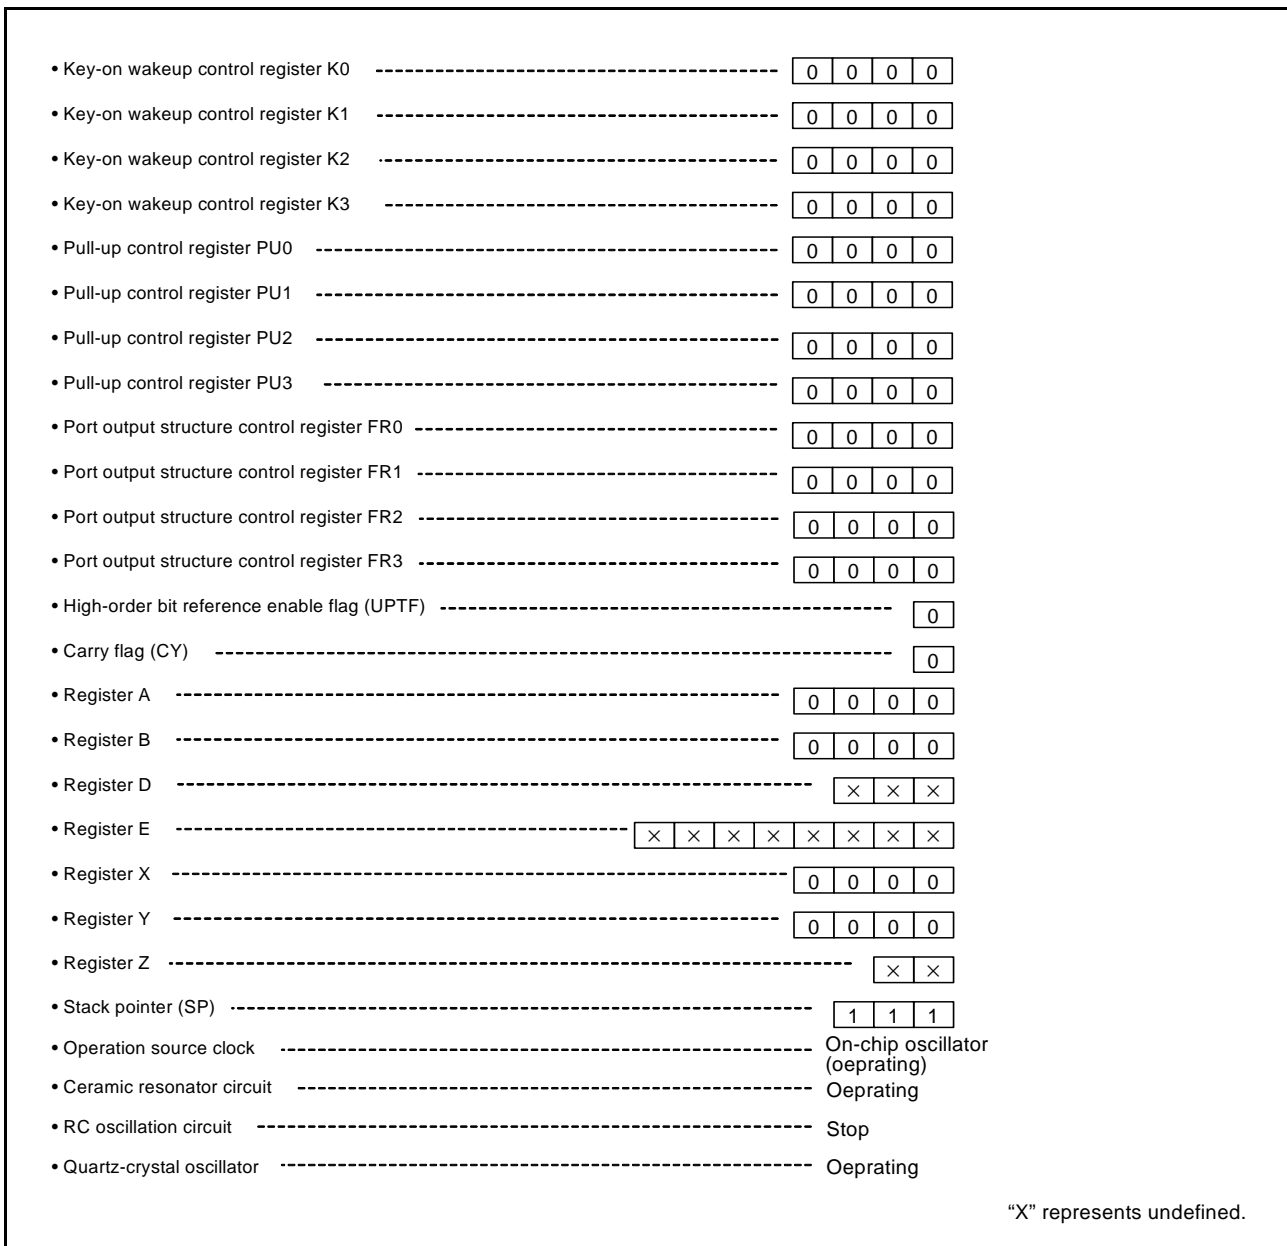 • Key-on wakeup control register K0 0 0 0 0
• Key-on wakeup control register K1 0 0 0 0
• Key-on wakeup control register K2 0 0 0 0
• Key-on wakeup control register K3 0 0 0 0
• Pull-up control register PU0 0 0 0 0
• Pull-up control register PU1 0 0 0 0
• Pull-up control register PU2 0 0 0 0
• Pull-up control register PU3 0 0 0 0
• Port output structure control register FR0 0 0 0 0
• Port output structure control register FR1 0 0 0 0
• Port output structure control register FR2 0 0 0 0
• Port output structure control register FR3 0 0 0 0
• High-order bit reference enable flag (UPTF) 0
• Carry flag (CY) 0
• Register A 0 0 0 0
• Register B 0 0 0 0
• Register D × × ×
• Register E × × × × × × × ×
• Register X 0 0 0 0
• Register Y 0 0 0 0
• Register Z × ×
• Stack pointer (SP) 1 1 1
• Operation source clock On-chip oscillator
(oeprating)
• Ceramic resonator circuit Oeprating
• RC oscillation circuit Stop
• Quartz-crystal oscillator Oeprating
“X” represents undefined.